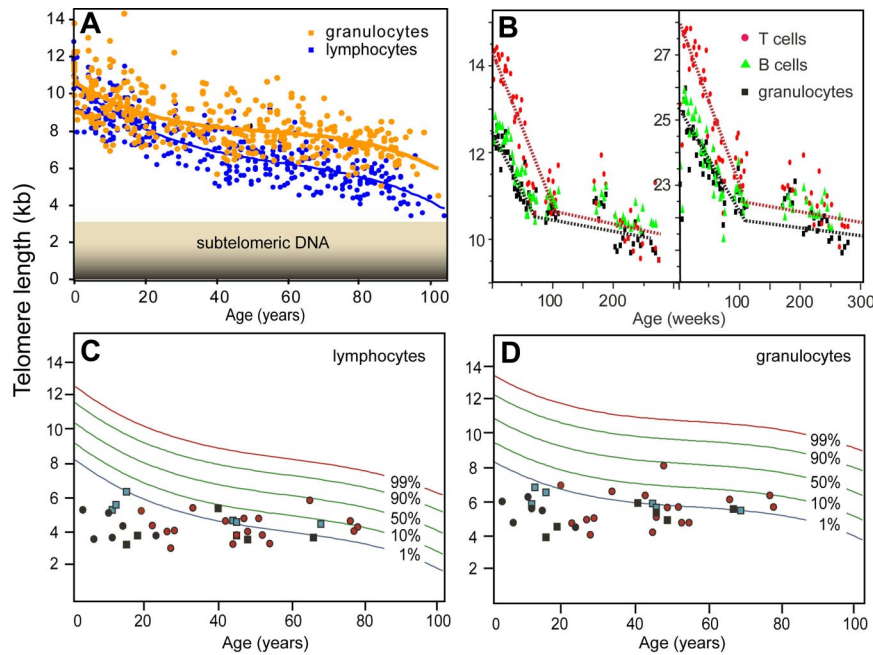 Telomere length (kb)
A
granulocytes
lymphocytes
14
12
10
8
6
4
2
0
subtelomeric DNA
0 20 40 60 80 100
Age (years)
B
T cells
B cells
granulocytes
14
12
10
27
25
23
0 100 200
0 100 200 300
Age (weeks)
C
lymphocytes
14
12
10
8
6
4
2
99%
90%
50%
10%
1%
0 20 40 60 80 100
Age (years)
D
granulocytes
14
12
10
8
6
4
2
99%
90%
50%
10%
1%
0 20 40 60 80 100
Age (years)